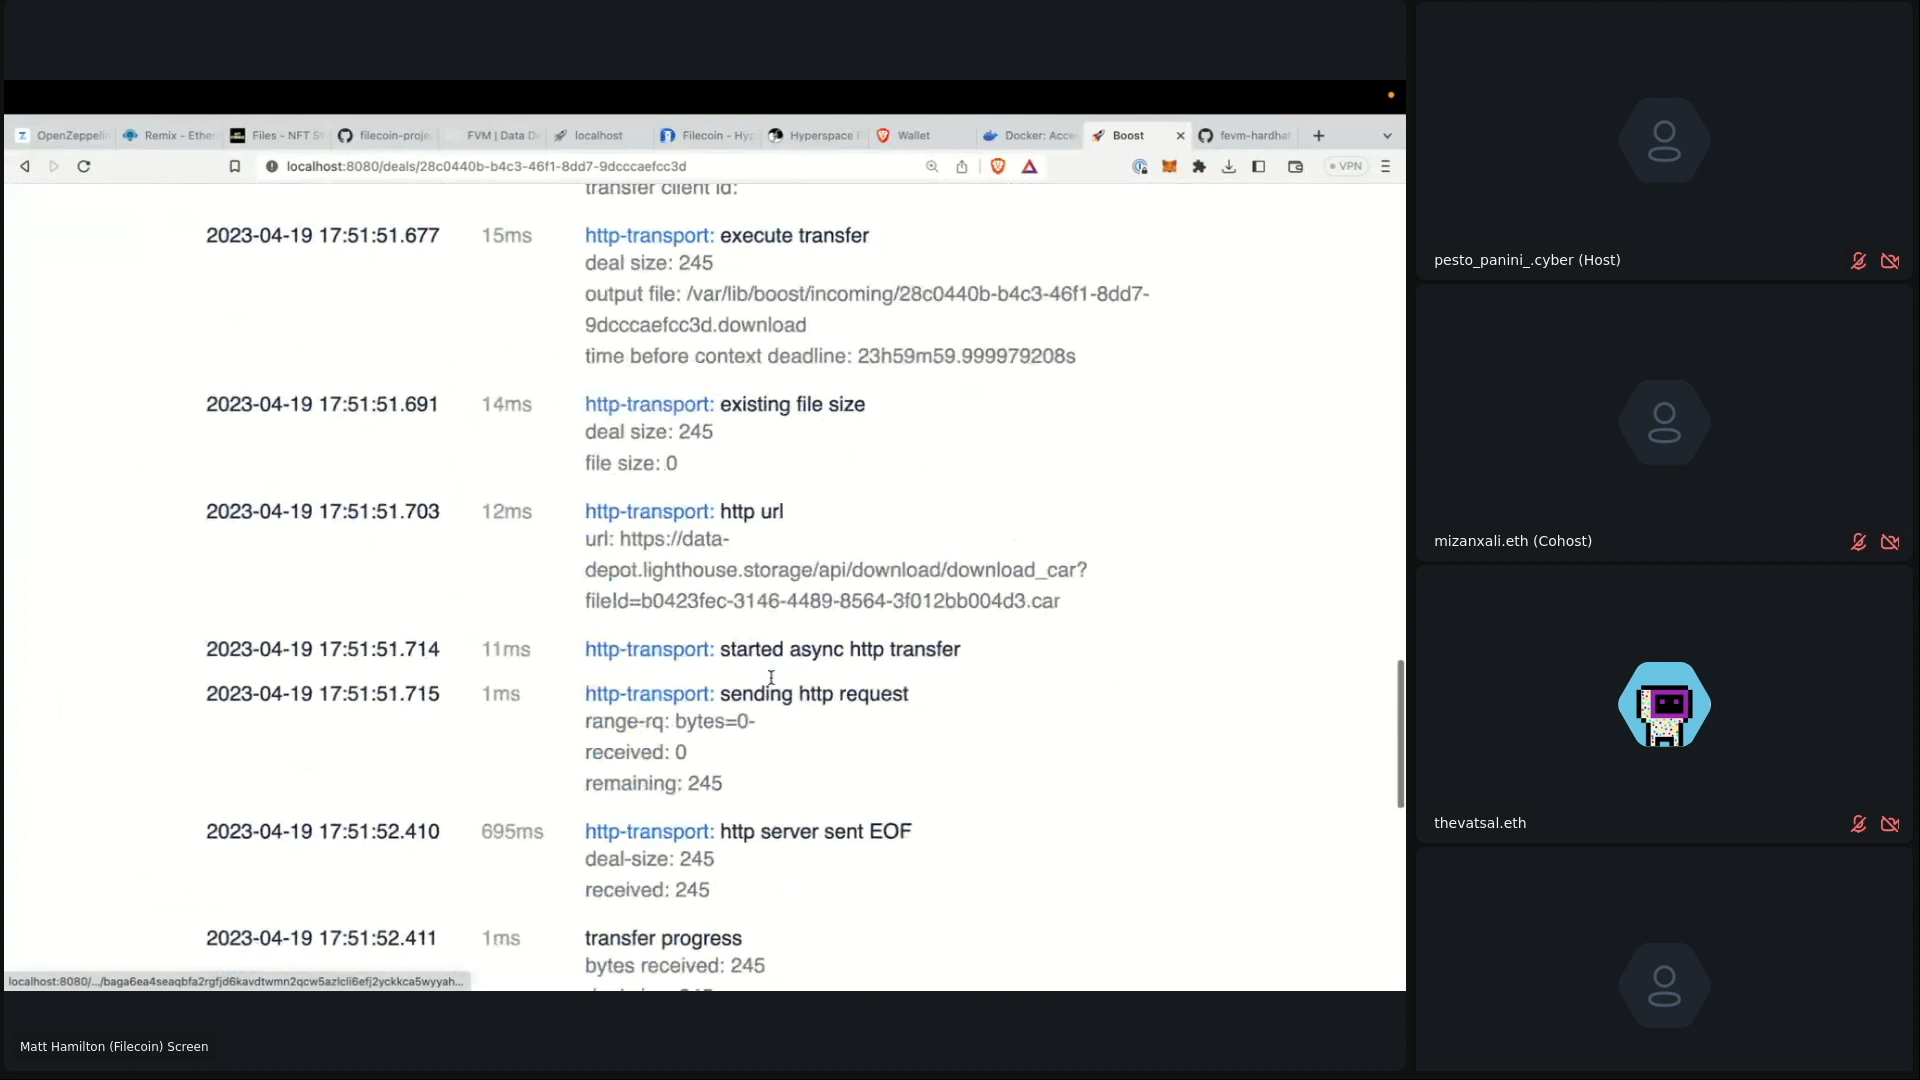 OpenZeppelin
Remix - Ether
Files - NFT S
filecoin-proje
FVM | Data D
localhost
Filecoin - Hyp
Hyperspace
Wallet
Docker: Acce
Boost
fevm-hardhat
localhost:8080/deals/28c0440b-b4c3-46f1-8dd7-9dcccaefcc3d
VPN
transfer client id:
2023-04-19 17:51:51.677 15ms http-transport: execute transfer
deal size: 245
output file: /var/lib/boost/incoming/28c0440b-b4c3-46f1-8dd7-
9dcccaefcc3d.download
time before context deadline: 23h59m59.999979208s
2023-04-19 17:51:51.691 14ms http-transport: existing file size
deal size: 245
file size: 0
2023-04-19 17:51:51.703 12ms http-transport: http url
url: https://data-
depot.lighthouse.storage/api/download/download_car?
fileId=b0423fec-3146-4489-8564-3f012bb004d3.car
2023-04-19 17:51:51.714 11ms http-transport: started async http transfer
2023-04-19 17:51:51.715 1ms http-transport: sending http request
range-rq: bytes=0-
received: 0
remaining: 245
2023-04-19 17:51:52.410 695ms http-transport: http server sent EOF
deal-size: 245
received: 245
2023-04-19 17:51:52.411 1ms transfer progress
bytes received: 245
localhost:8080/.../baga6ea4seaqbfa2rgfjd6kavdtwmn2qcw5azlcli6efj2yckkca5wyyah...
Matt Hamilton (Filecoin) Screen
pesto_panini_.cyber (Host)
mizanxali.eth (Cohost)
thevatsal.eth